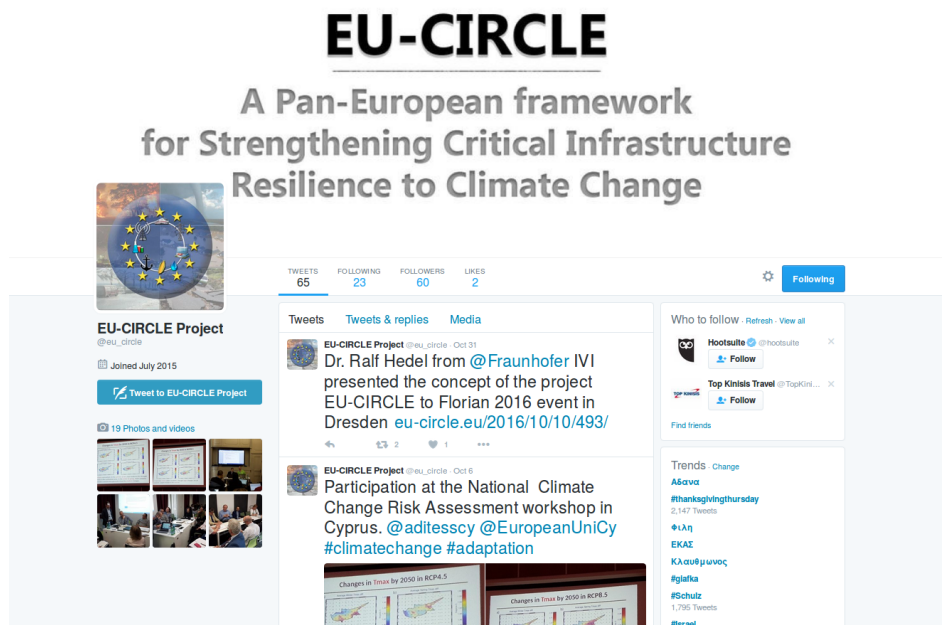 EU-CIRCLE
A Pan-European framework
for Strengthening Critical Infrastructure
Resilience to Climate Change
TWEETS
65
FOLLOWING
23
FOLLOWERS
60
LIKES
2
Following
EU-CIRCLE Project
@eu_circle
Joined July 2015
Tweet to EU-CIRCLE Project
19 Photos and videos
Tweets
Tweets & replies
Media
EU-CIRCLE Project @eu_circle · Oct 31
Dr. Ralf Hedel from @Fraunhofer IVI
presented the concept of the project
EU-CIRCLE to Florian 2016 event in
Dresden eu-circle.eu/2016/10/10/493/
2
1
EU-CIRCLE Project @eu_circle · Oct 6
Participation at the National Climate
Change Risk Assessment workshop in
Cyprus. @aditesscy @EuropeanUniCy
#climatechange #adaptation
Changes in Tmax by 2050 in RCP4.5
Changes in Tmax by 2050 in RCP8.5
Who to follow · Refresh · View all
Hootsuite @hootsuite
Follow
TOP KINISIS
Top Kinisis Travel @TopKini...
Follow
Find friends
Trends · Change
Αδανα
#thanksgivingthursday
2,147 Tweets
Φιλη
ΕΚΑΣ
Κλαυθμωνος
#giafka
#Schulz
1,795 Tweets
#Israel